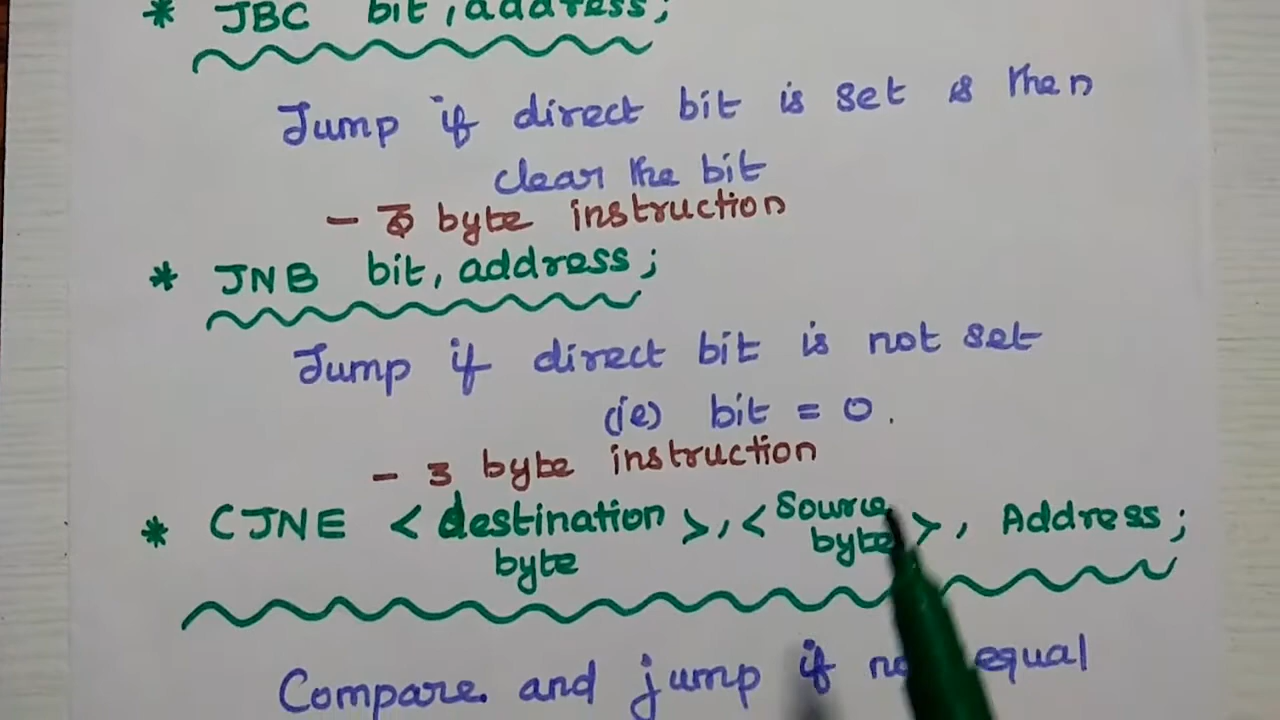 * JBC bit, address;
Jump if direct bit is set & then
clear the bit
- 3 byte instruction
* JNB bit, address;
Jump if direct bit is not set
(ie) bit = 0.
- 3 byte instruction
* CJNE < destination byte >, < Source byte >, Address;
Compare and jump if not equal